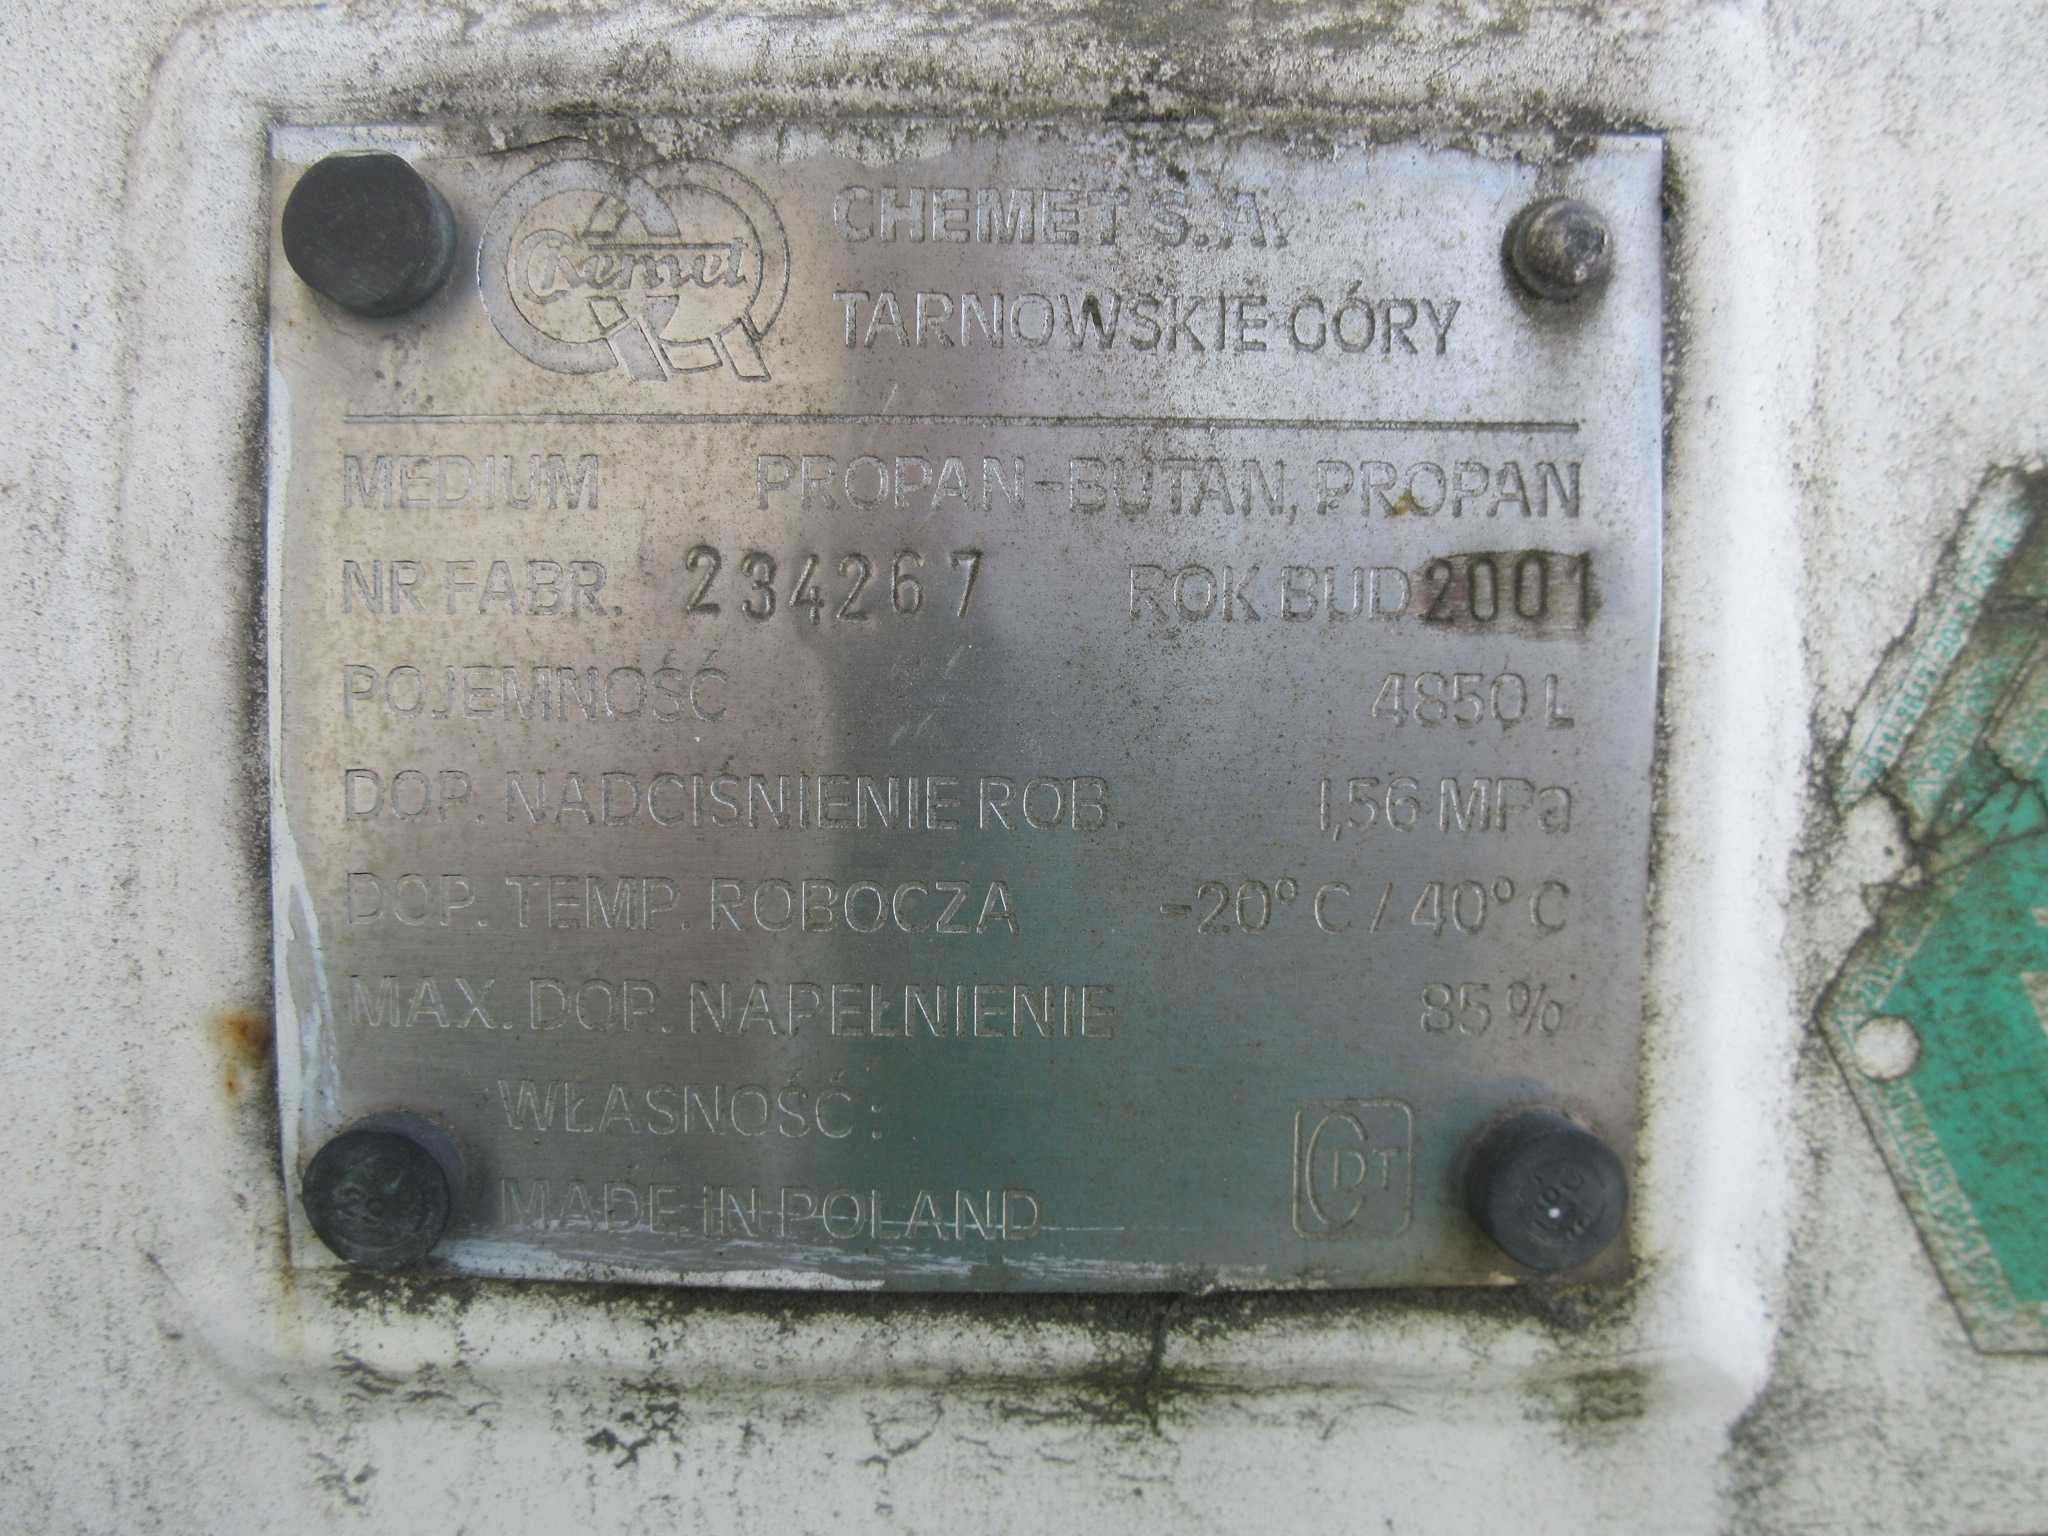 Chemet
CHEMET S.A.
TARNOWSKIE GÓRY
MEDIUM PROPAN-BUTAN, PROPAN
NR FABR. 234267 ROK BUD 2001
POJEMNOŚĆ 4850 L
DOP. NADCIŚNIENIE ROB. 1,56 MPa
DOP. TEMP. ROBOCZA -20°C / 40°C
MAX. DOP. NAPEŁNIENIE 85 %
WŁASNOŚĆ:
MADE IN POLAND
CDT